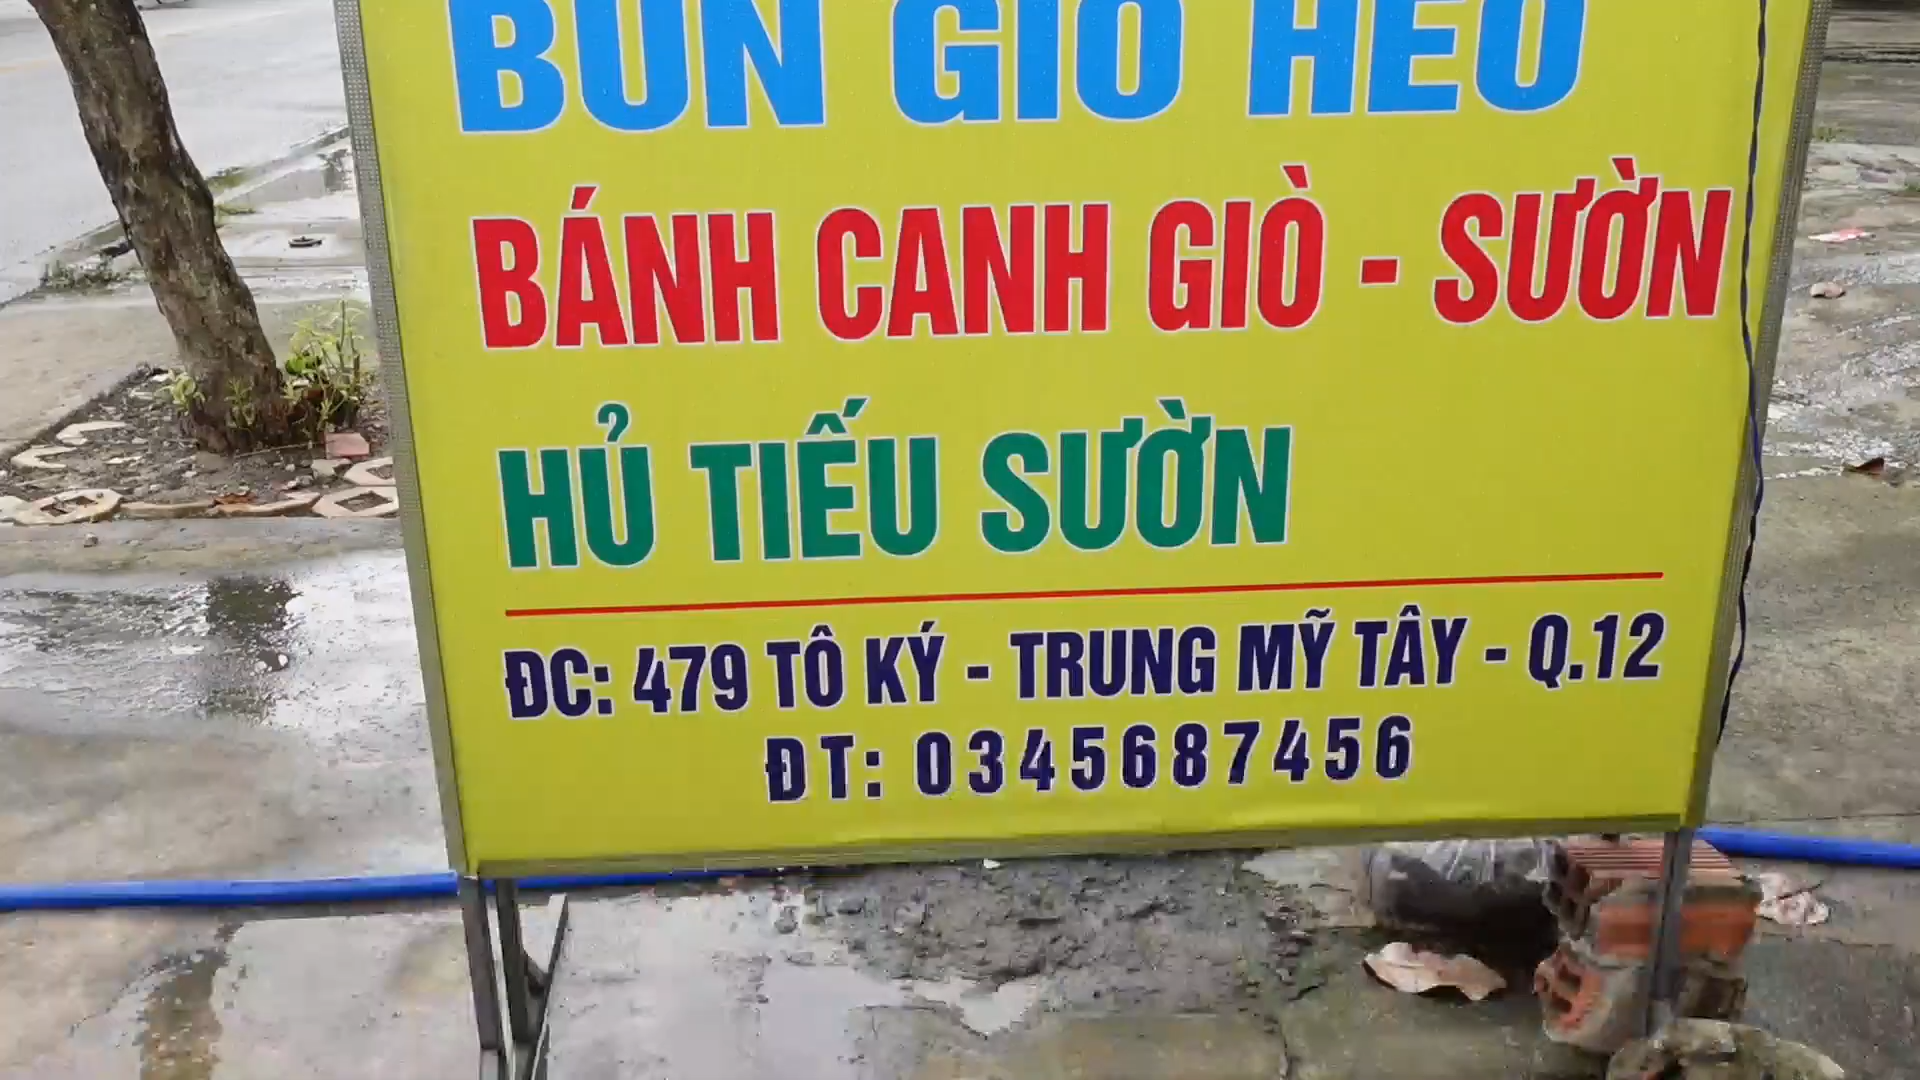 BÚN GIÒ HEO
BÁNH CANH GIÒ - SƯỜN
HỦ TIẾU SƯỜN
ĐC: 479 TÔ KÝ - TRUNG MỸ TÂY - Q.12
ĐT: 0345687456